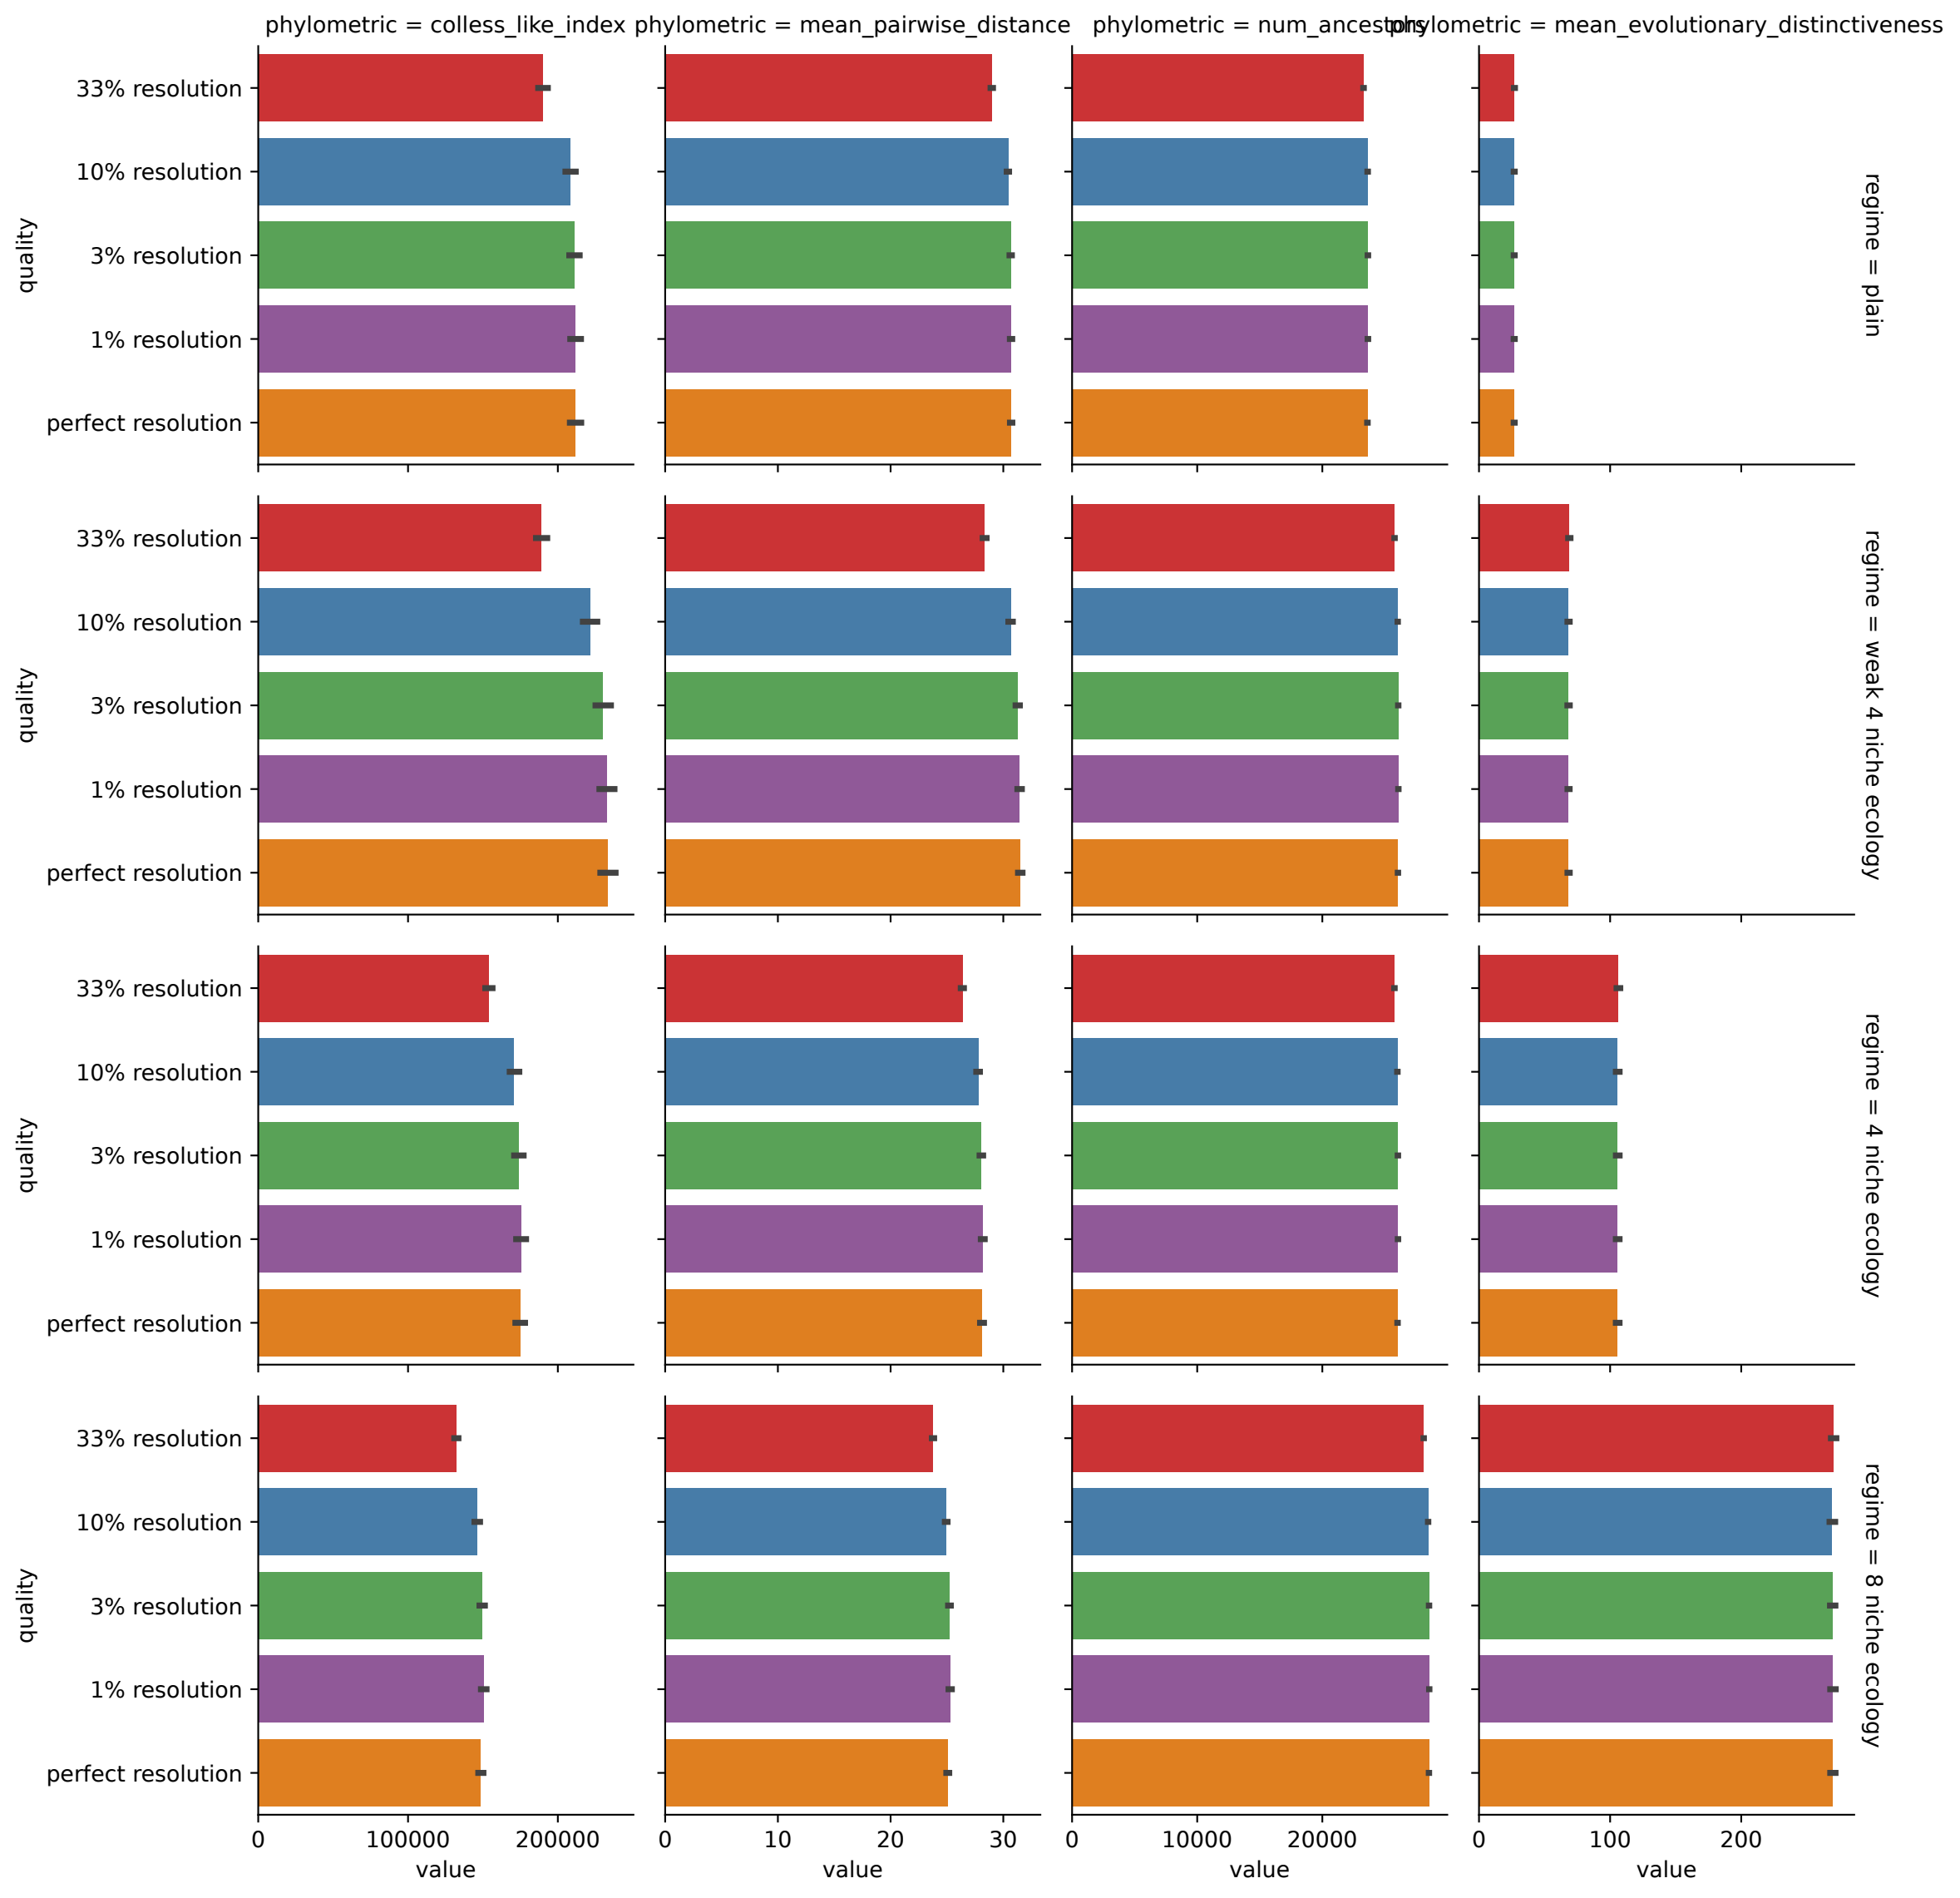 phylometric = colless_like_index
phylometric = mean_pairwise_distance
phylometric = num_ancestors
phylometric = mean_evolutionary_distinctiveness
quality
33% resolution
10% resolution
3% resolution
1% resolution
perfect resolution
regime = plain
quality
33% resolution
10% resolution
3% resolution
1% resolution
perfect resolution
regime = weak 4 niche ecology
quality
33% resolution
10% resolution
3% resolution
1% resolution
perfect resolution
regime = 4 niche ecology
quality
33% resolution
10% resolution
3% resolution
1% resolution
perfect resolution
regime = 8 niche ecology
0 100000 200000
0 10 20 30
0 10000 20000
0 100 200
value
value
value
value